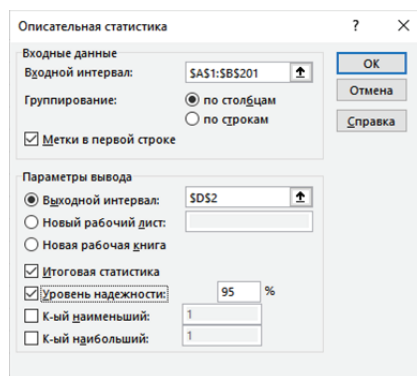 Описательная статистика ? ×
Входные данные
Входной интервал: $A$1:$B$201
Группирование: по столбцам
по строкам
Метки в первой строке
ОК
Отмена
Справка
Параметры вывода
Выходной интервал: $D$2
Новый рабочий лист:
Новая рабочая книга
Итоговая статистика
Уровень надежности: 95 %
К-ый наименьший: 1
К-ый наибольший: 1